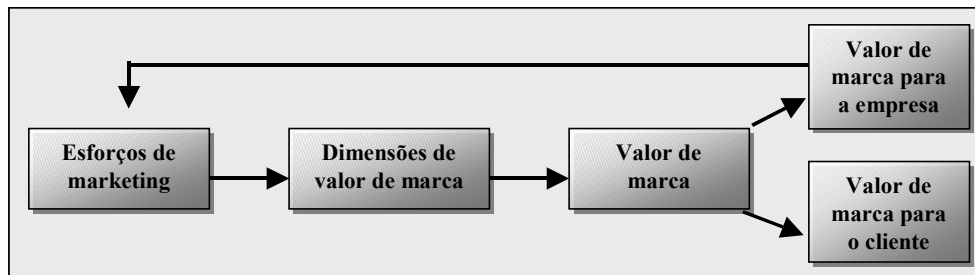 Valor de
marca para
a empresa
Esforços de
marketing
Dimensões de
valor de marca
Valor de
marca
Valor de
marca para
o cliente